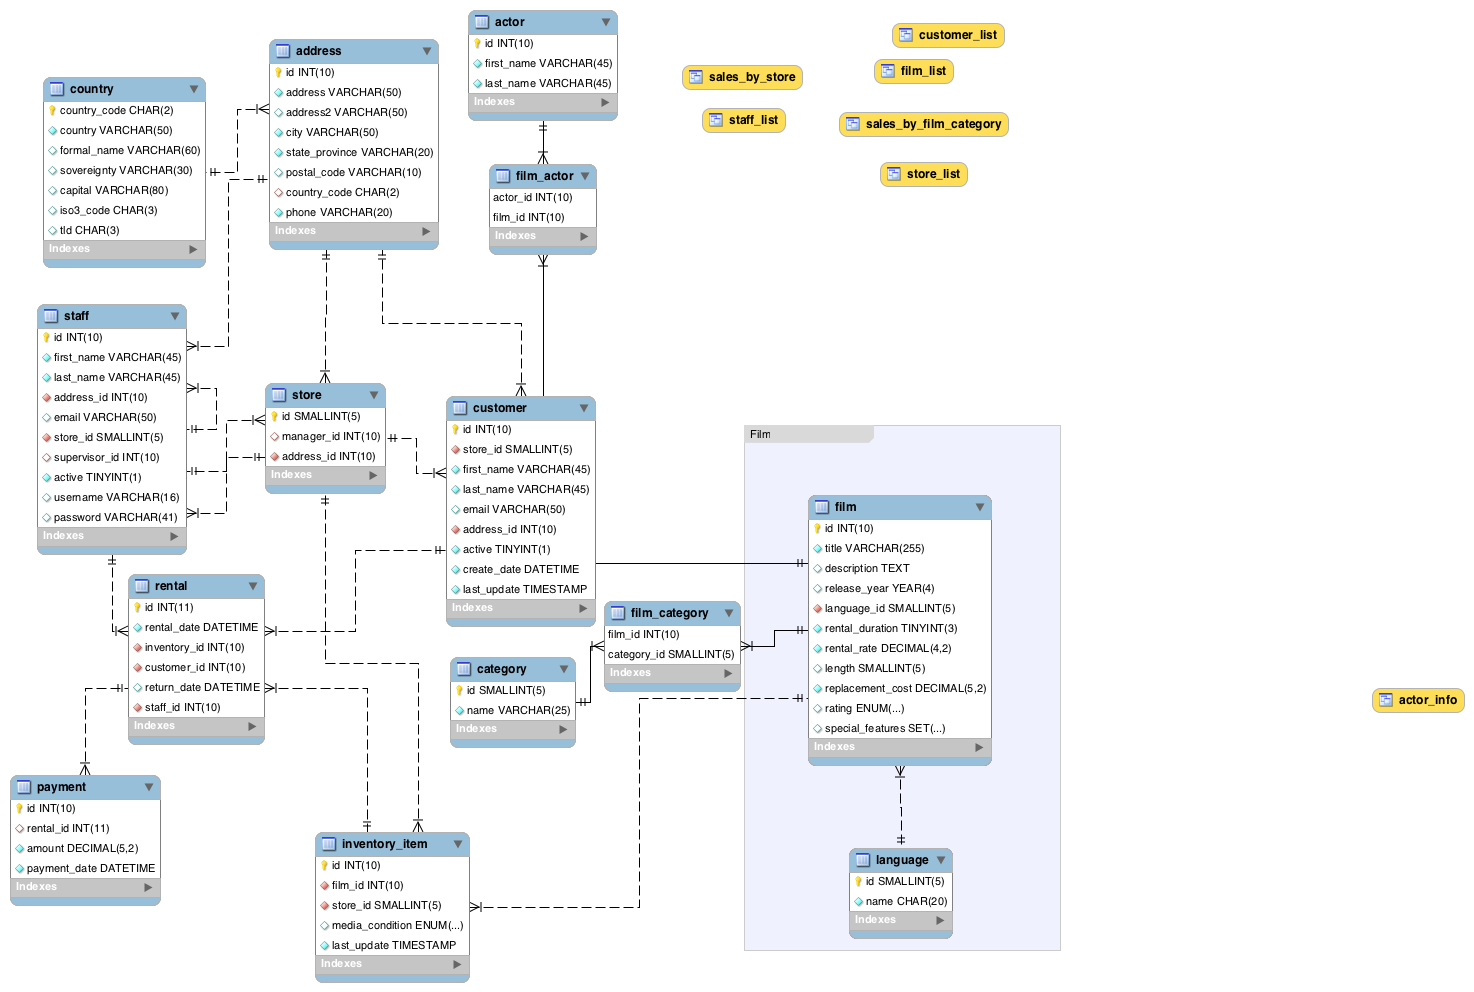 actor
id INT(10)
first_name VARCHAR(45)
last_name VARCHAR(45)
Indexes
customer_list
film_list
sales_by_store
staff_list
sales_by_film_category
store_list
address
id INT(10)
address VARCHAR(50)
address2 VARCHAR(50)
city VARCHAR(50)
state_province VARCHAR(20)
postal_code VARCHAR(10)
country_code CHAR(2)
phone VARCHAR(20)
Indexes
country
country_code CHAR(2)
country VARCHAR(50)
formal_name VARCHAR(60)
sovereignty VARCHAR(30)
capital VARCHAR(80)
iso3_code CHAR(3)
tld CHAR(3)
Indexes
film_actor
actor_id INT(10)
film_id INT(10)
Indexes
staff
id INT(10)
first_name VARCHAR(45)
last_name VARCHAR(45)
address_id INT(10)
email VARCHAR(50)
store_id SMALLINT(5)
supervisor_id INT(10)
active TINYINT(1)
username VARCHAR(16)
password VARCHAR(41)
Indexes
store
id SMALLINT(5)
manager_id INT(10)
address_id INT(10)
Indexes
customer
id INT(10)
store_id SMALLINT(5)
first_name VARCHAR(45)
last_name VARCHAR(45)
email VARCHAR(50)
address_id INT(10)
active TINYINT(1)
create_date DATETIME
last_update TIMESTAMP
Indexes
Film
film
id INT(10)
title VARCHAR(255)
description TEXT
release_year YEAR(4)
language_id SMALLINT(5)
rental_duration TINYINT(3)
rental_rate DECIMAL(4,2)
length SMALLINT(5)
replacement_cost DECIMAL(5,2)
rating ENUM(...)
special_features SET(...)
Indexes
rental
id INT(11)
rental_date DATETIME
inventory_id INT(10)
customer_id INT(10)
return_date DATETIME
staff_id INT(10)
Indexes
film_category
film_id INT(10)
category_id SMALLINT(5)
Indexes
category
id SMALLINT(5)
name VARCHAR(25)
Indexes
actor_info
payment
id INT(10)
rental_id INT(11)
amount DECIMAL(5,2)
payment_date DATETIME
Indexes
inventory_item
id INT(10)
film_id INT(10)
store_id SMALLINT(5)
media_condition ENUM(...)
last_update TIMESTAMP
Indexes
language
id SMALLINT(5)
name CHAR(20)
Indexes